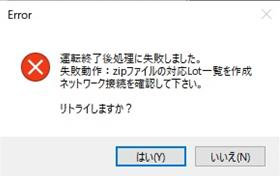 Error
運転終了後処理に失敗しました。
失敗動作：zipファイルの対応Lot一覧を作成
ネットワーク接続を確認して下さい。
リトライしますか？
はい(Y)
いいえ(N)